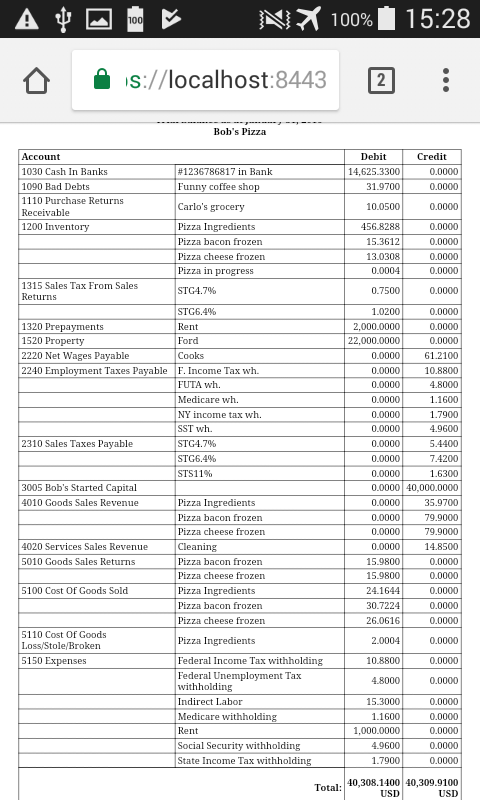 100% 15:28
100
s://localhost:8443 2
Bob's Pizza
Account Debit Credit
1030 Cash In Banks #1236786817 in Bank 14,625.3300 0.0000
1090 Bad Debts Funny coffee shop 31.9700 0.0000
1110 Purchase Returns
Receivable Carlo's grocery 10.0500 0.0000
1200 Inventory Pizza Ingredients 456.8288 0.0000
Pizza bacon frozen 15.3612 0.0000
Pizza cheese frozen 13.0308 0.0000
Pizza in progress 0.0004 0.0000
1315 Sales Tax From Sales
Returns STG4.7% 0.7500 0.0000
STG6.4% 1.0200 0.0000
1320 Prepayments Rent 2,000.0000 0.0000
1520 Property Ford 22,000.0000 0.0000
2220 Net Wages Payable Cooks 0.0000 61.2100
2240 Employment Taxes Payable F. Income Tax wh. 0.0000 10.8800
FUTA wh. 0.0000 4.8000
Medicare wh. 0.0000 1.1600
NY income tax wh. 0.0000 1.7900
SST wh. 0.0000 4.9600
2310 Sales Taxes Payable STG4.7% 0.0000 5.4400
STG6.4% 0.0000 7.4200
STS11% 0.0000 1.6300
3005 Bob's Started Capital 0.0000 40,000.0000
4010 Goods Sales Revenue Pizza Ingredients 0.0000 35.9700
Pizza bacon frozen 0.0000 79.9000
Pizza cheese frozen 0.0000 79.9000
4020 Services Sales Revenue Cleaning 0.0000 14.8500
5010 Goods Sales Returns Pizza bacon frozen 15.9800 0.0000
Pizza cheese frozen 15.9800 0.0000
5100 Cost Of Goods Sold Pizza Ingredients 24.1644 0.0000
Pizza bacon frozen 30.7224 0.0000
Pizza cheese frozen 26.0616 0.0000
5110 Cost Of Goods
Loss/Stole/Broken Pizza Ingredients 2.0004 0.0000
5150 Expenses Federal Income Tax withholding 10.8800 0.0000
Federal Unemployment Tax
withholding 4.8000 0.0000
Indirect Labor 15.3000 0.0000
Medicare withholding 1.1600 0.0000
Rent 1,000.0000 0.0000
Social Security withholding 4.9600 0.0000
State Income Tax withholding 1.7900 0.0000
Total: 40,308.1400 40,309.9100
USD USD